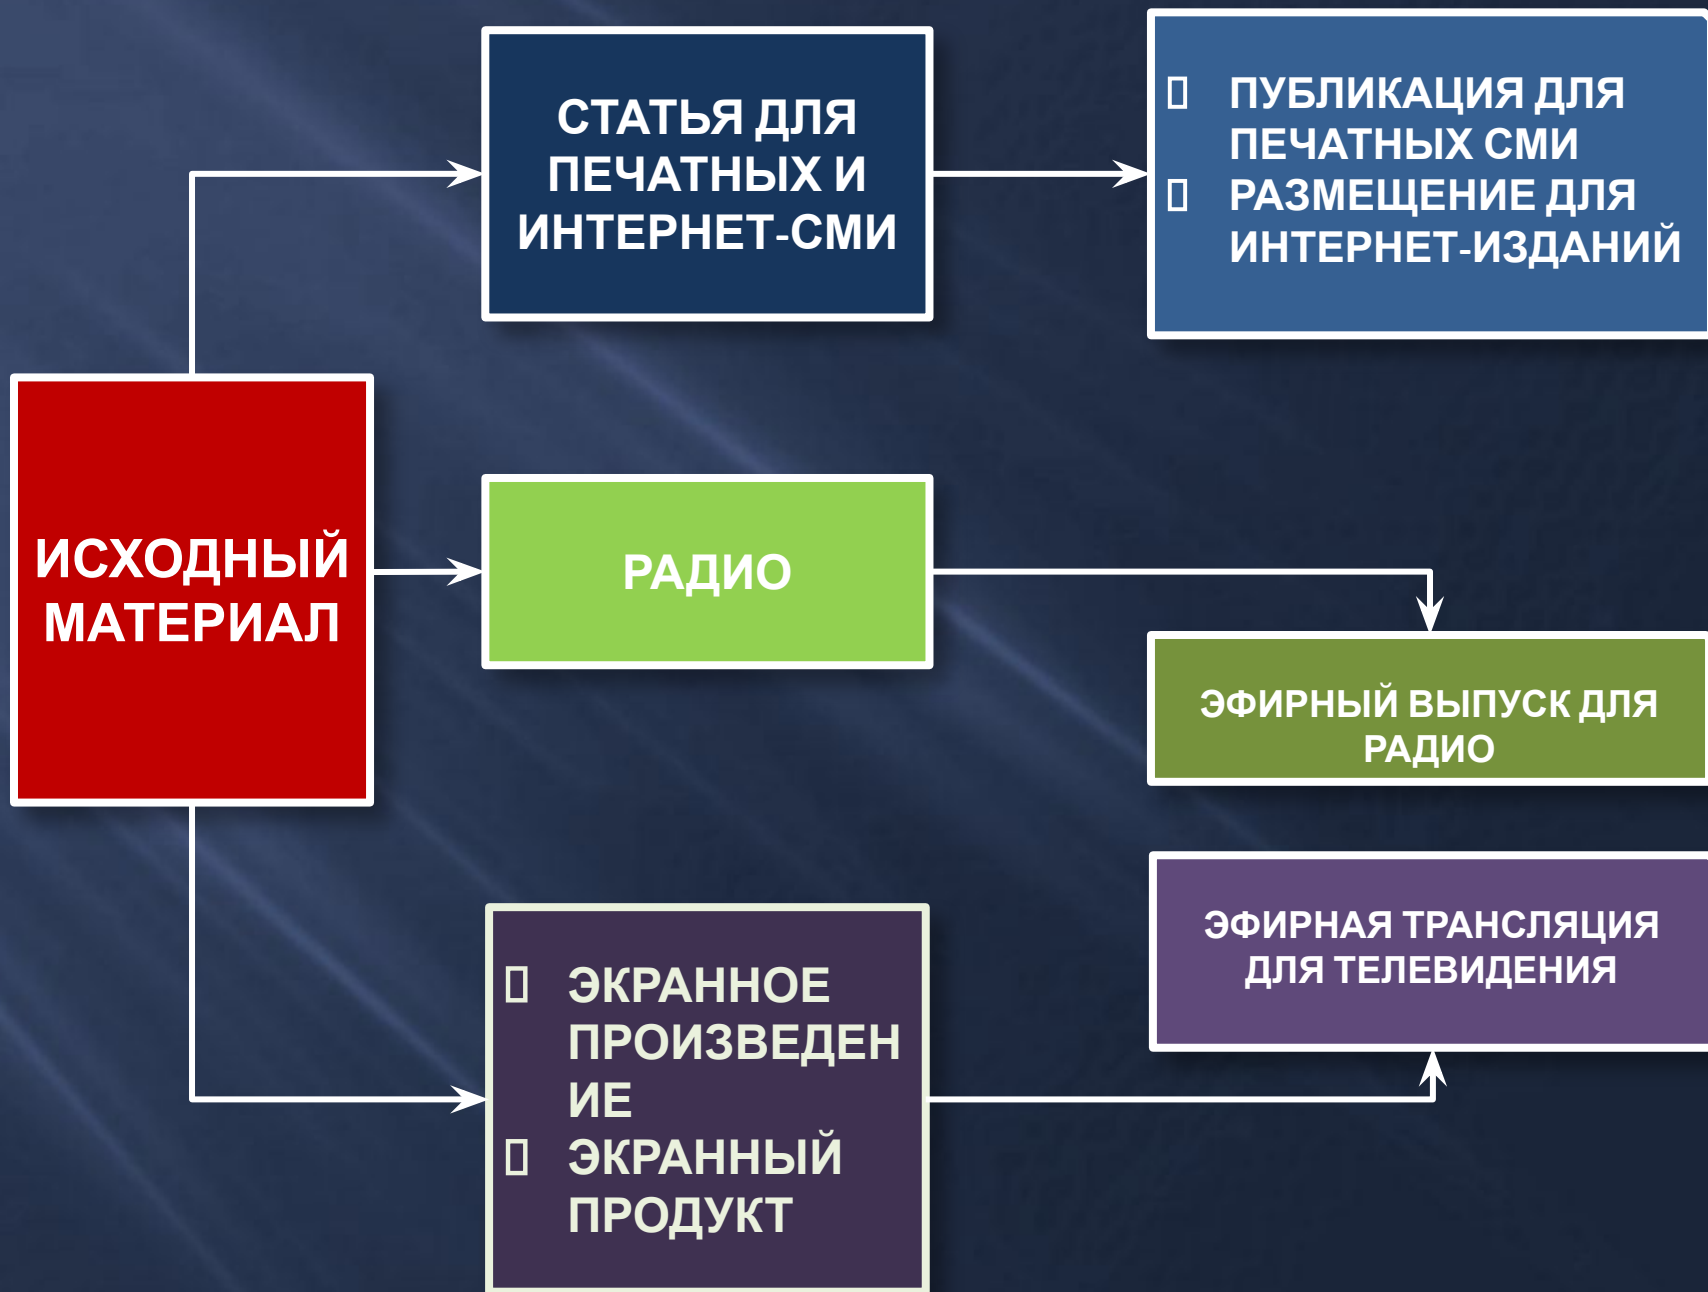 СТАТЬЯ ДЛЯ
ПЕЧАТНЫХ И
ИНТЕРНЕТ-СМИ
ПУБЛИКАЦИЯ ДЛЯ
ПЕЧАТНЫХ СМИ
РАЗМЕЩЕНИЕ ДЛЯ
ИНТЕРНЕТ-ИЗДАНИЙ
ИСХОДНЫЙ
МАТЕРИАЛ
РАДИО
ЭФИРНЫЙ ВЫПУСК ДЛЯ
РАДИО
ЭКРАННОЕ
ПРОИЗВЕДЕН
ИЕ
ЭКРАННЫЙ
ПРОДУКТ
ЭФИРНАЯ ТРАНСЛЯЦИЯ
ДЛЯ ТЕЛЕВИДЕНИЯ